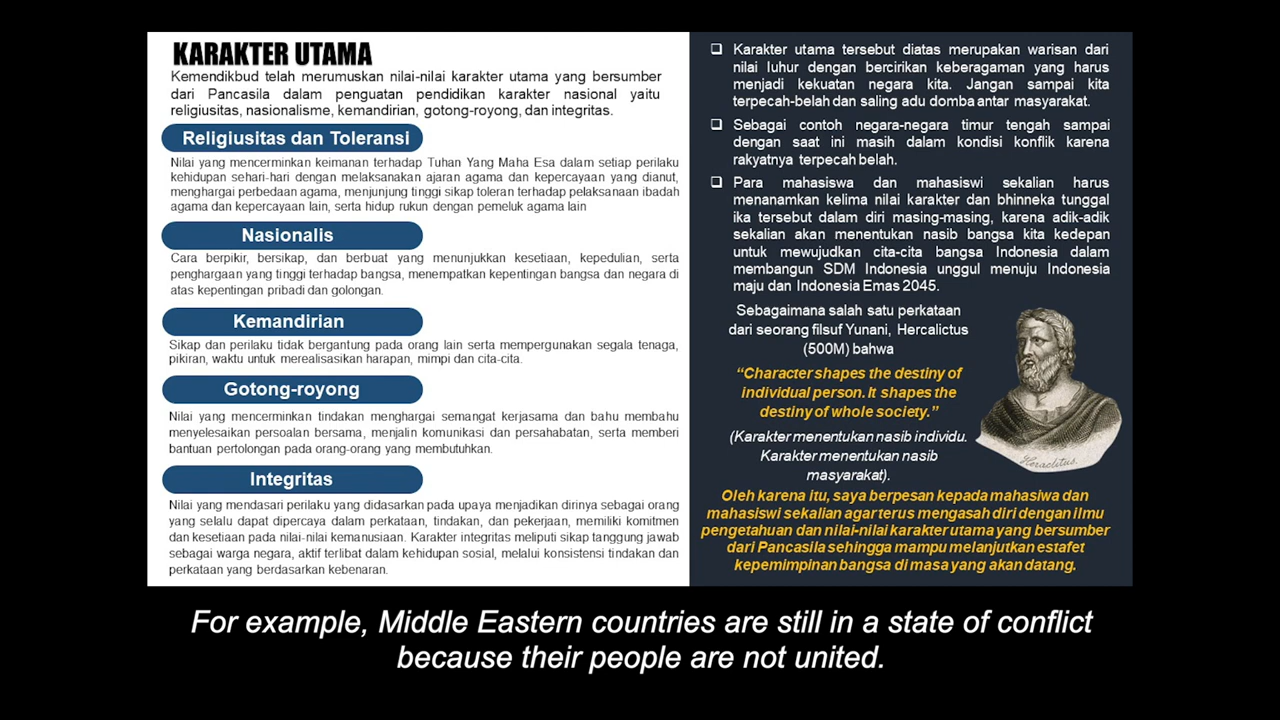 KARAKTER UTAMA
Kemendikbud telah merumuskan nilai-nilai karakter utama yang bersumber
dari Pancasila dalam penguatan pendidikan karakter nasional yaitu
religiusitas, nasionalisme, kemandirian, gotong-royong, dan integritas.
Religiusitas dan Toleransi
Nilai yang mencerminkan keimanan terhadap Tuhan Yang Maha Esa dalam setiap perilaku
kehidupan sehari-hari dengan melaksanakan ajaran agama dan kepercayaan yang dianut,
menghargai perbedaan agama, menjunjung tinggi sikap toleran terhadap pelaksanaan ibadah
agama dan kepercayaan lain, serta hidup rukun dengan pemeluk agama lain
Nasionalis
Cara berpikir, bersikap, dan berbuat yang menunjukkan kesetiaan, kepedulian, serta
penghargaan yang tinggi terhadap bangsa, menempatkan kepentingan bangsa dan negara di
atas kepentingan pribadi dan golongan.
Kemandirian
Sikap dan perilaku tidak bergantung pada orang lain serta mempergunakan segala tenaga,
pikiran, waktu untuk merealisasikan harapan, mimpi dan cita-cita.
Gotong-royong
Nilai yang mencerminkan tindakan menghargai semangat kerjasama dan bahu membahu
menyelesaikan persoalan bersama, menjalin komunikasi dan persahabatan, serta memberi
bantuan pertolongan pada orang-orang yang membutuhkan.
Integritas
Nilai yang mendasari perilaku yang didasarkan pada upaya menjadikan dirinya sebagai orang
yang selalu dapat dipercaya dalam perkataan, tindakan, dan pekerjaan, memiliki komitmen
dan kesetiaan pada nilai-nilai kemanusiaan. Karakter integritas meliputi sikap tanggung jawab
sebagai warga negara, aktif terlibat dalam kehidupan sosial, melalui konsistensi tindakan dan
perkataan yang berdasarkan kebenaran.
Karakter utama tersebut diatas merupakan warisan dari
nilai luhur dengan bercirikan keberagaman yang harus
menjadi kekuatan negara kita. Jangan sampai kita
terpecah-belah dan saling adu domba antar masyarakat.
Sebagai contoh negara-negara timur tengah sampai
dengan saat ini masih dalam kondisi konflik karena
rakyatnya terpecah belah.
Para mahasiswa dan mahasiswi sekalian harus
menanamkan kelima nilai karakter dan bhinneka tunggal
ika tersebut dalam diri masing-masing, karena adik-adik
sekalian akan menentukan nasib bangsa kita kedepan
untuk mewujudkan cita-cita bangsa Indonesia dalam
membangun SDM Indonesia unggul menuju Indonesia
maju dan Indonesia Emas 2045.
Sebagaimana salah satu perkataan
dari seorang filsuf Yunani, Hercalictus
(500M) bahwa
“Character shapes the destiny of
individual person. It shapes the
destiny of whole society.”
(Karakter menentukan nasib individu.
Karakter menentukan nasib
masyarakat).
Heraclitus.
Oleh karena itu, saya berpesan kepada mahasiwa dan
mahasiswi sekalian agar terus mengasah diri dengan ilmu
pengetahuan dan nilai-nilai karakter utama yang bersumber
dari Pancasila sehingga mampu melanjutkan estafet
kepemimpinan bangsa di masa yang akan datang.
For example, Middle Eastern countries are still in a state of conflict
because their people are not united.